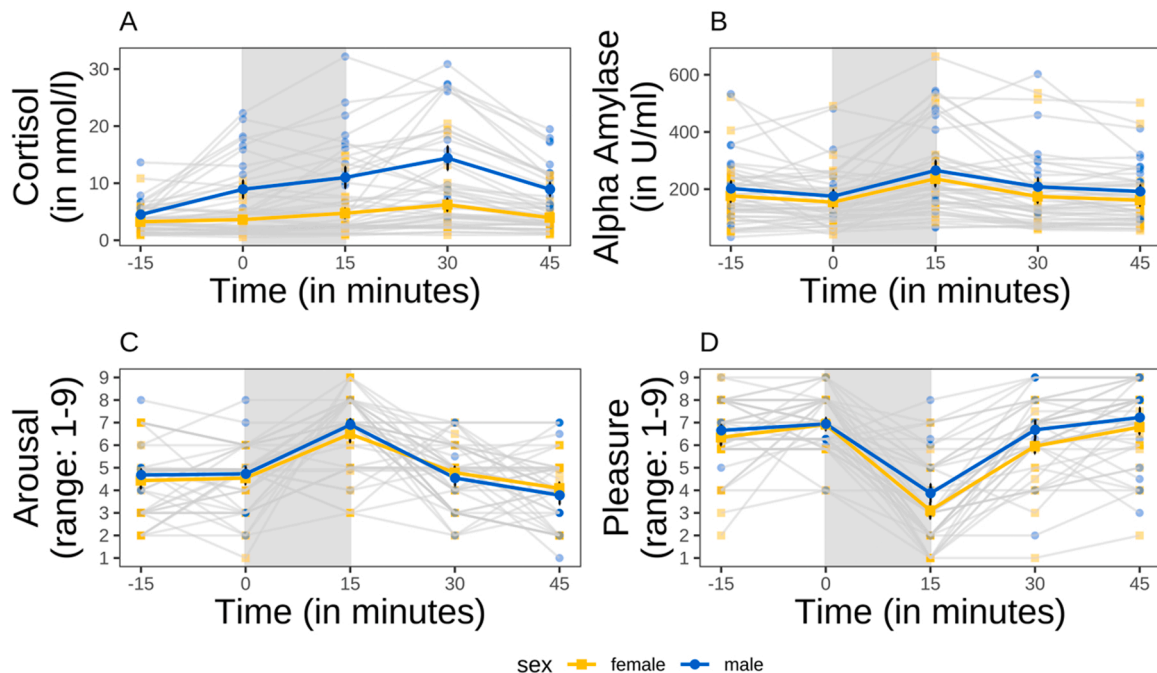 A
Cortisol
(in nmol/l)
30
20
10
0
-15 0 15 30 45
Time (in minutes)
B
Alpha Amylase
(in U/ml)
600
400
200
-15 0 15 30 45
Time (in minutes)
C
Arousal
(range: 1-9)
9
8
7
6
5
4
3
2
1
-15 0 15 30 45
Time (in minutes)
D
Pleasure
(range: 1-9)
9
8
7
6
5
4
3
2
1
-15 0 15 30 45
Time (in minutes)
sex female male